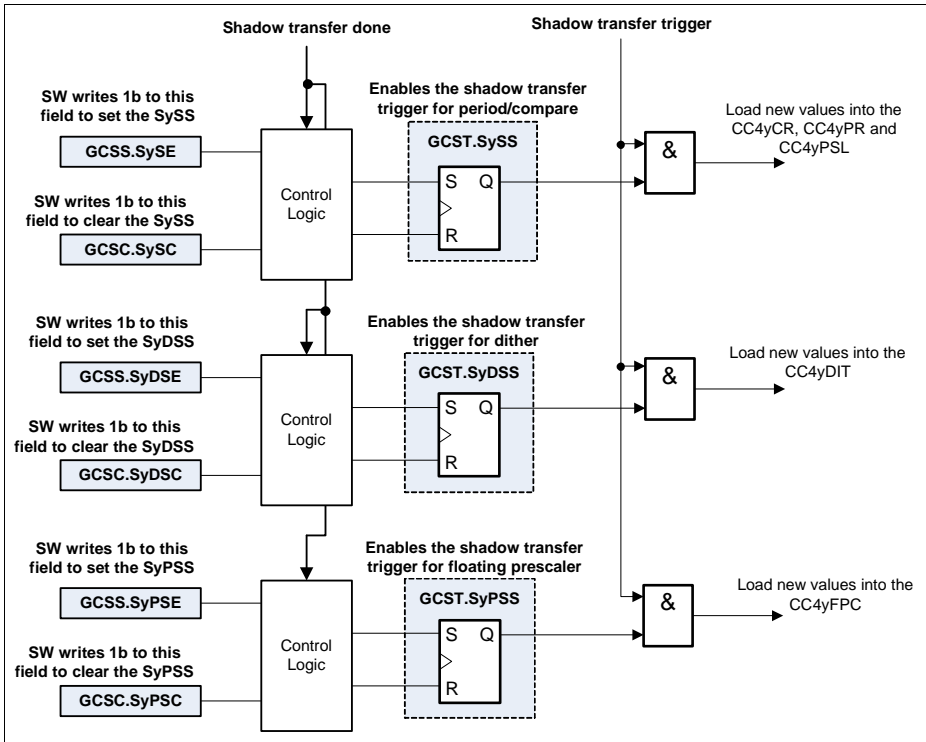 Shadow transfer done
Shadow transfer trigger
SW writes 1b to this
field to set the SySS
GCSS.SySE
SW writes 1b to this
field to clear the SySS
GCSC.SySC
Control
Logic
Enables the shadow transfer
trigger for period/compare
GCST.SySS
S Q
R
&
Load new values into the
CC4yCR, CC4yPR and
CC4yPSL
SW writes 1b to this
field to set the SyDSS
GCSS.SyDSE
SW writes 1b to this
field to clear the SyDSS
GCSC.SyDSC
Control
Logic
Enables the shadow transfer
trigger for dither
GCST.SyDSS
S Q
R
&
Load new values into the
CC4yDIT
SW writes 1b to this
field to set the SyPSS
GCSS.SyPSE
SW writes 1b to this
field to clear the SyPSS
GCSC.SyPSC
Control
Logic
Enables the shadow transfer
trigger for floating prescaler
GCST.SyPSS
S Q
R
&
Load new values into the
CC4yFPC